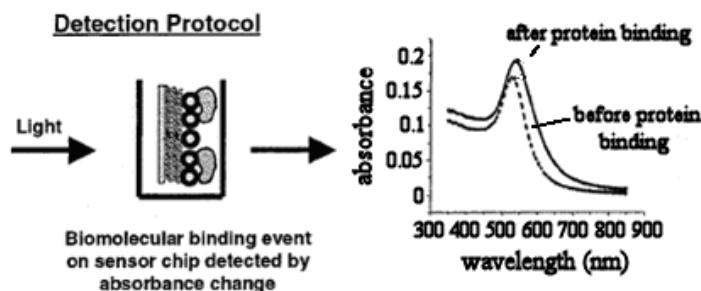 Detection Protocol
Light
Biomolecular binding event
on sensor chip detected by
absorbance change
after protein binding
before protein
binding
absorbance
0.2
0.15
0.1
0.05
0
300 400 500 600 700 800 900
wavelength (nm)